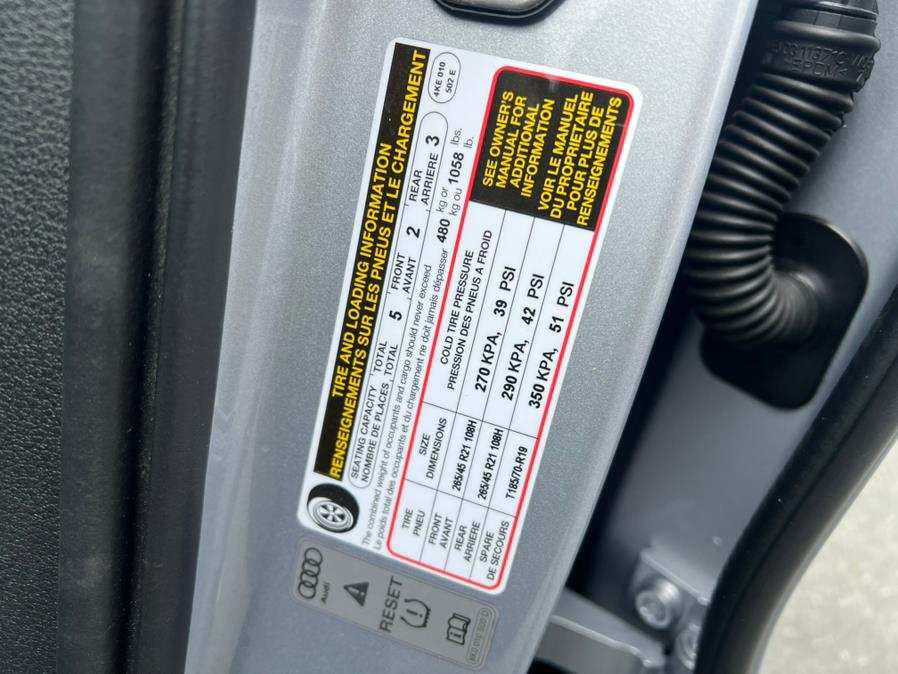 TIRE AND LOADING INFORMATION
RENSEIGNEMENTS SUR LES PNEUS ET LE CHARGEMENT
4KE 010
502 E
SEATING CAPACITY TOTAL 5 FRONT 2 REAR 3
NOMBRE DE PLACES TOTAL AVANT ARRIERE
The combined weight of occupants and cargo should never exceed 480 kg or 1058 lbs.
Le poids total des occupants et du chargement ne doit jamais dépasser kg ou lb.
TIRE SIZE COLD TIRE PRESSURE
PNEU DIMENSIONS PRESSION DES PNEUS A FROID
FRONT
AVANT 265/45 R21 108H 270 KPA, 39 PSI
REAR
ARRIERE 265/45 R21 108H 290 KPA, 42 PSI
SPARE
DE SECOURS T185/70-R19 350 KPA, 51 PSI
SEE OWNER'S
MANUAL FOR
ADDITIONAL
INFORMATION
VOIR LE MANUEL
DU PROPRIETAIRE
POUR PLUS DE
RENSEIGNEMENTS
Audi
RESET